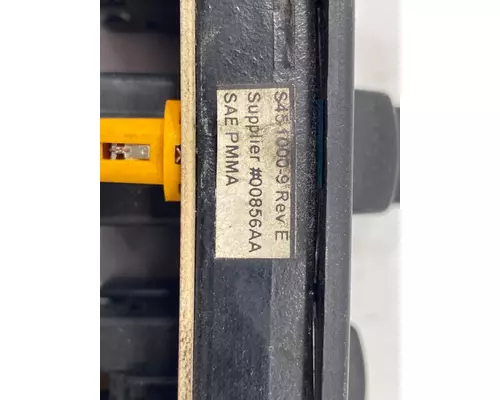 S451000-9 Rev E
Supplier #00856AA
SAE PMMA